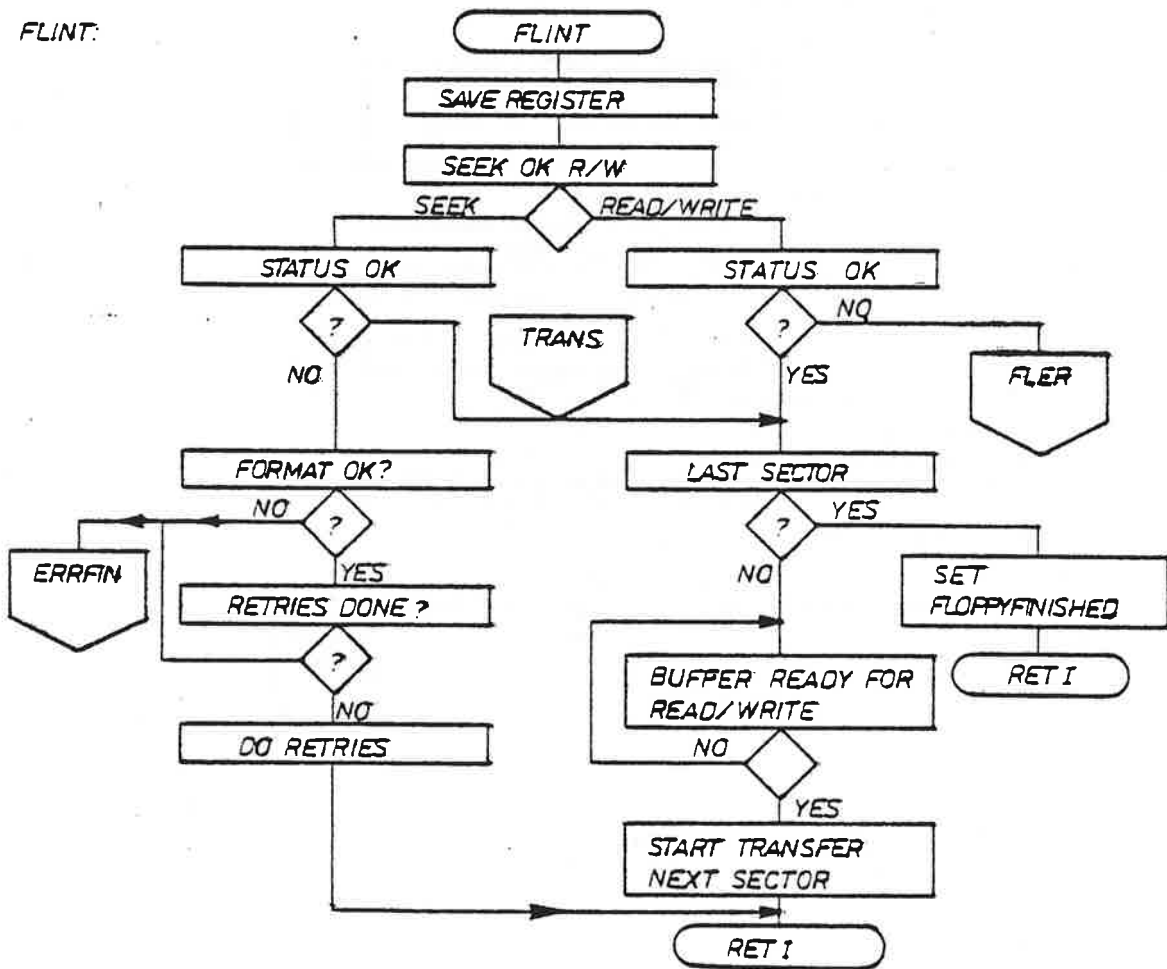 FLINT:
FLINT
SAVE REGISTER
SEEK OK R/W
SEEK
READ/WRITE
STATUS OK
STATUS OK
?
TRANS
?
NO
FLER
NO
YES
FORMAT OK?
LAST SECTOR
NO
?
?
YES
ERRFIN
YES
NO
SET
FLOPPYFINISHED
RETRIES DONE?
?
BUFFER READY FOR
READ/WRITE
RET I
NO
DO RETRIES
NO
YES
START TRANSFER
NEXT SECTOR
RET I